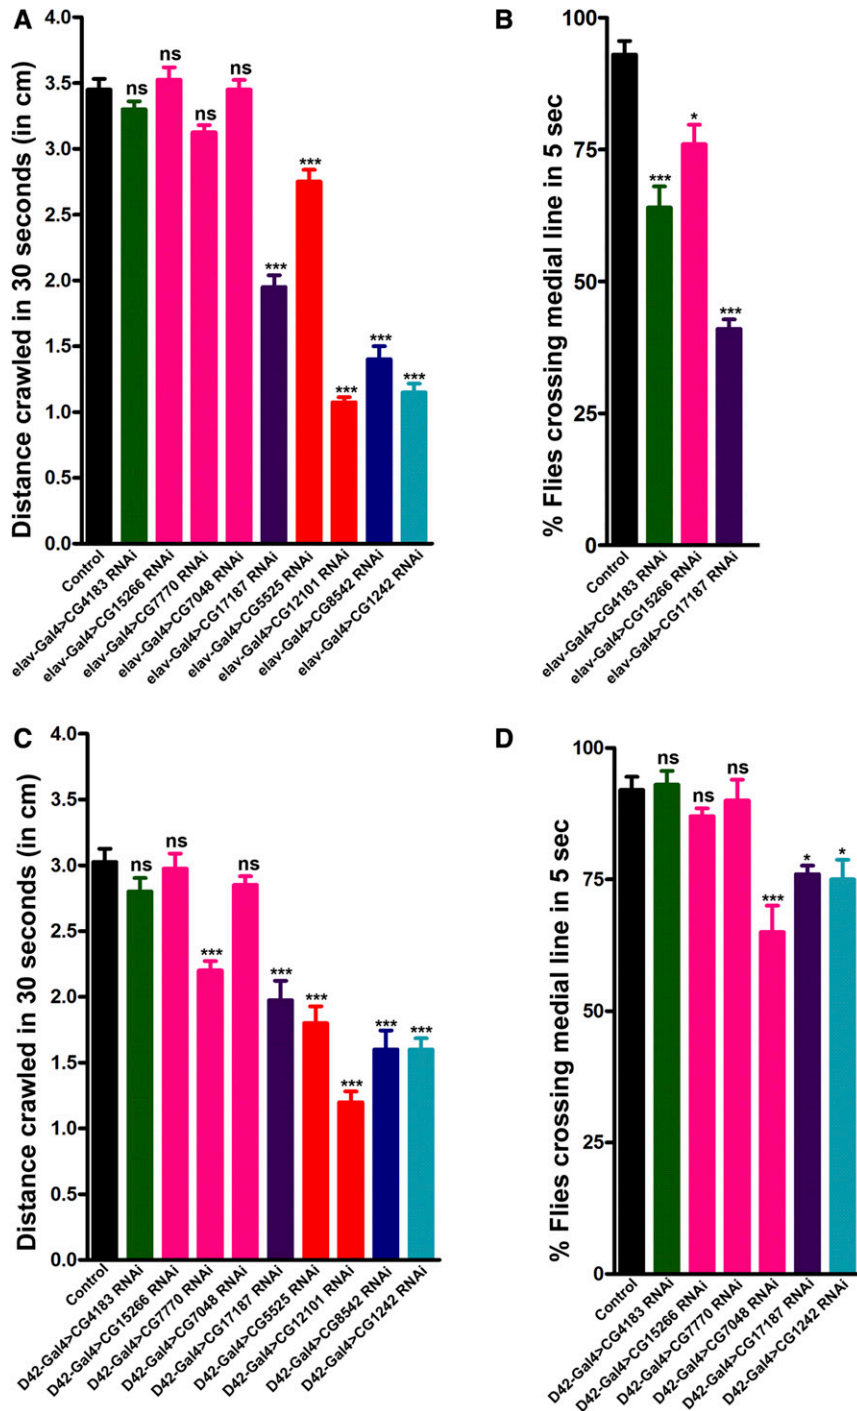 A
Distance crawled in 30 seconds (in cm)
4.0
3.5
3.0
2.5
2.0
1.5
1.0
0.5
0.0
ns
ns
ns
ns
***
***
***
***
***
Control
elav-Gal4>CG4183 RNAi
elav-Gal4>CG15266 RNAi
elav-Gal4>CG7770 RNAi
elav-Gal4>CG7048 RNAi
elav-Gal4>CG17187 RNAi
elav-Gal4>CG5525 RNAi
elav-Gal4>CG12101 RNAi
elav-Gal4>CG8542 RNAi
elav-Gal4>CG1242 RNAi
B
% Flies crossing medial line in 5 sec
100
75
50
25
0
***
*
***
Control
elav-Gal4>CG4183 RNAi
elav-Gal4>CG15266 RNAi
elav-Gal4>CG17187 RNAi
C
Distance crawled in 30 seconds (in cm)
4.0
3.5
3.0
2.5
2.0
1.5
1.0
0.5
0.0
ns
ns
***
ns
***
***
***
***
***
Control
D42-Gal4>CG4183 RNAi
D42-Gal4>CG15266 RNAi
D42-Gal4>CG7770 RNAi
D42-Gal4>CG7048 RNAi
D42-Gal4>CG17187 RNAi
D42-Gal4>CG5525 RNAi
D42-Gal4>CG12101 RNAi
D42-Gal4>CG8542 RNAi
D42-Gal4>CG1242 RNAi
D
% Flies crossing medial line in 5 sec
100
75
50
25
0
ns
ns
ns
***
*
*
Control
D42-Gal4>CG4183 RNAi
D42-Gal4>CG15266 RNAi
D42-Gal4>CG7770 RNAi
D42-Gal4>CG7048 RNAi
D42-Gal4>CG17187 RNAi
D42-Gal4>CG1242 RNAi